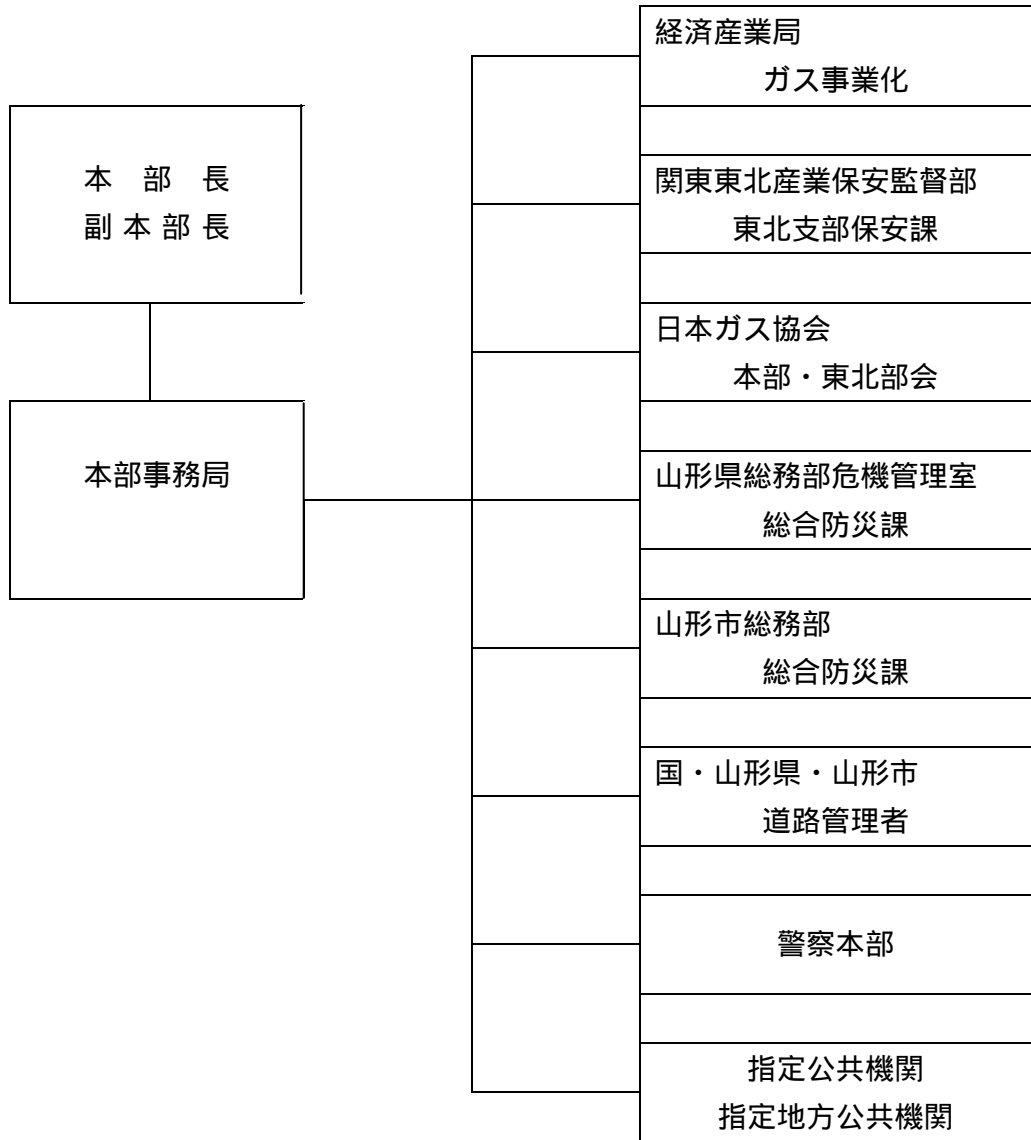 本 部 長
副 本 部 長
本部事務局
経済産業局
ガス事業化
関東東北産業保安監督部
東北支部保安課
日本ガス協会
本部・東北部会
山形県総務部危機管理室
総合防災課
山形市総務部
総合防災課
国・山形県・山形市
道路管理者
警察本部
指定公共機関
指定地方公共機関